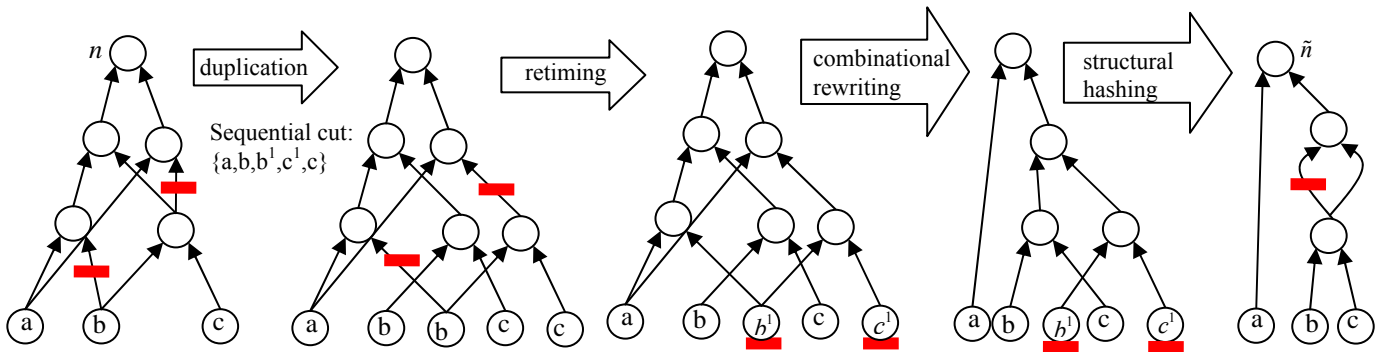 n
duplication
Sequential cut:
{a,b,b¹,c¹,c}
retiming
combinational
rewriting
structural
hashing
ñ
a
b
c
a
b
b
c
c
a
b
b¹
c
c¹
a
b
b¹
c
c¹
a
b
c